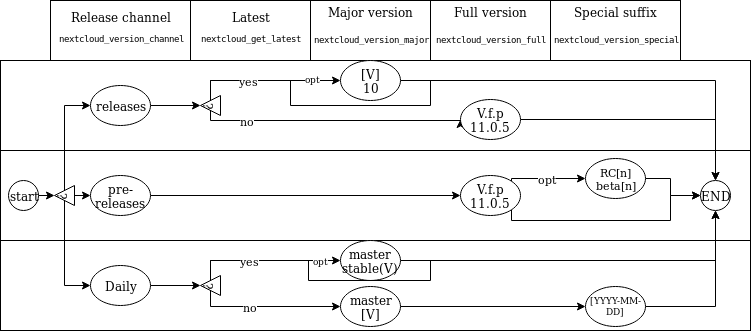 Release channel
nextcloud_version_channel
Latest
nextcloud_get_latest
Major version
nextcloud_version_major
Full version
nextcloud_version_full
Special suffix
nextcloud_version_special
yes
opt
[V]
10
releases
?
no
V.f.p
11.0.5
start
?
pre-
releases
V.f.p
11.0.5
opt
RC[n]
beta[n]
END
yes
opt
master
stable(V)
Daily
?
no
master
[V]
[YYYY-MM-
DD]